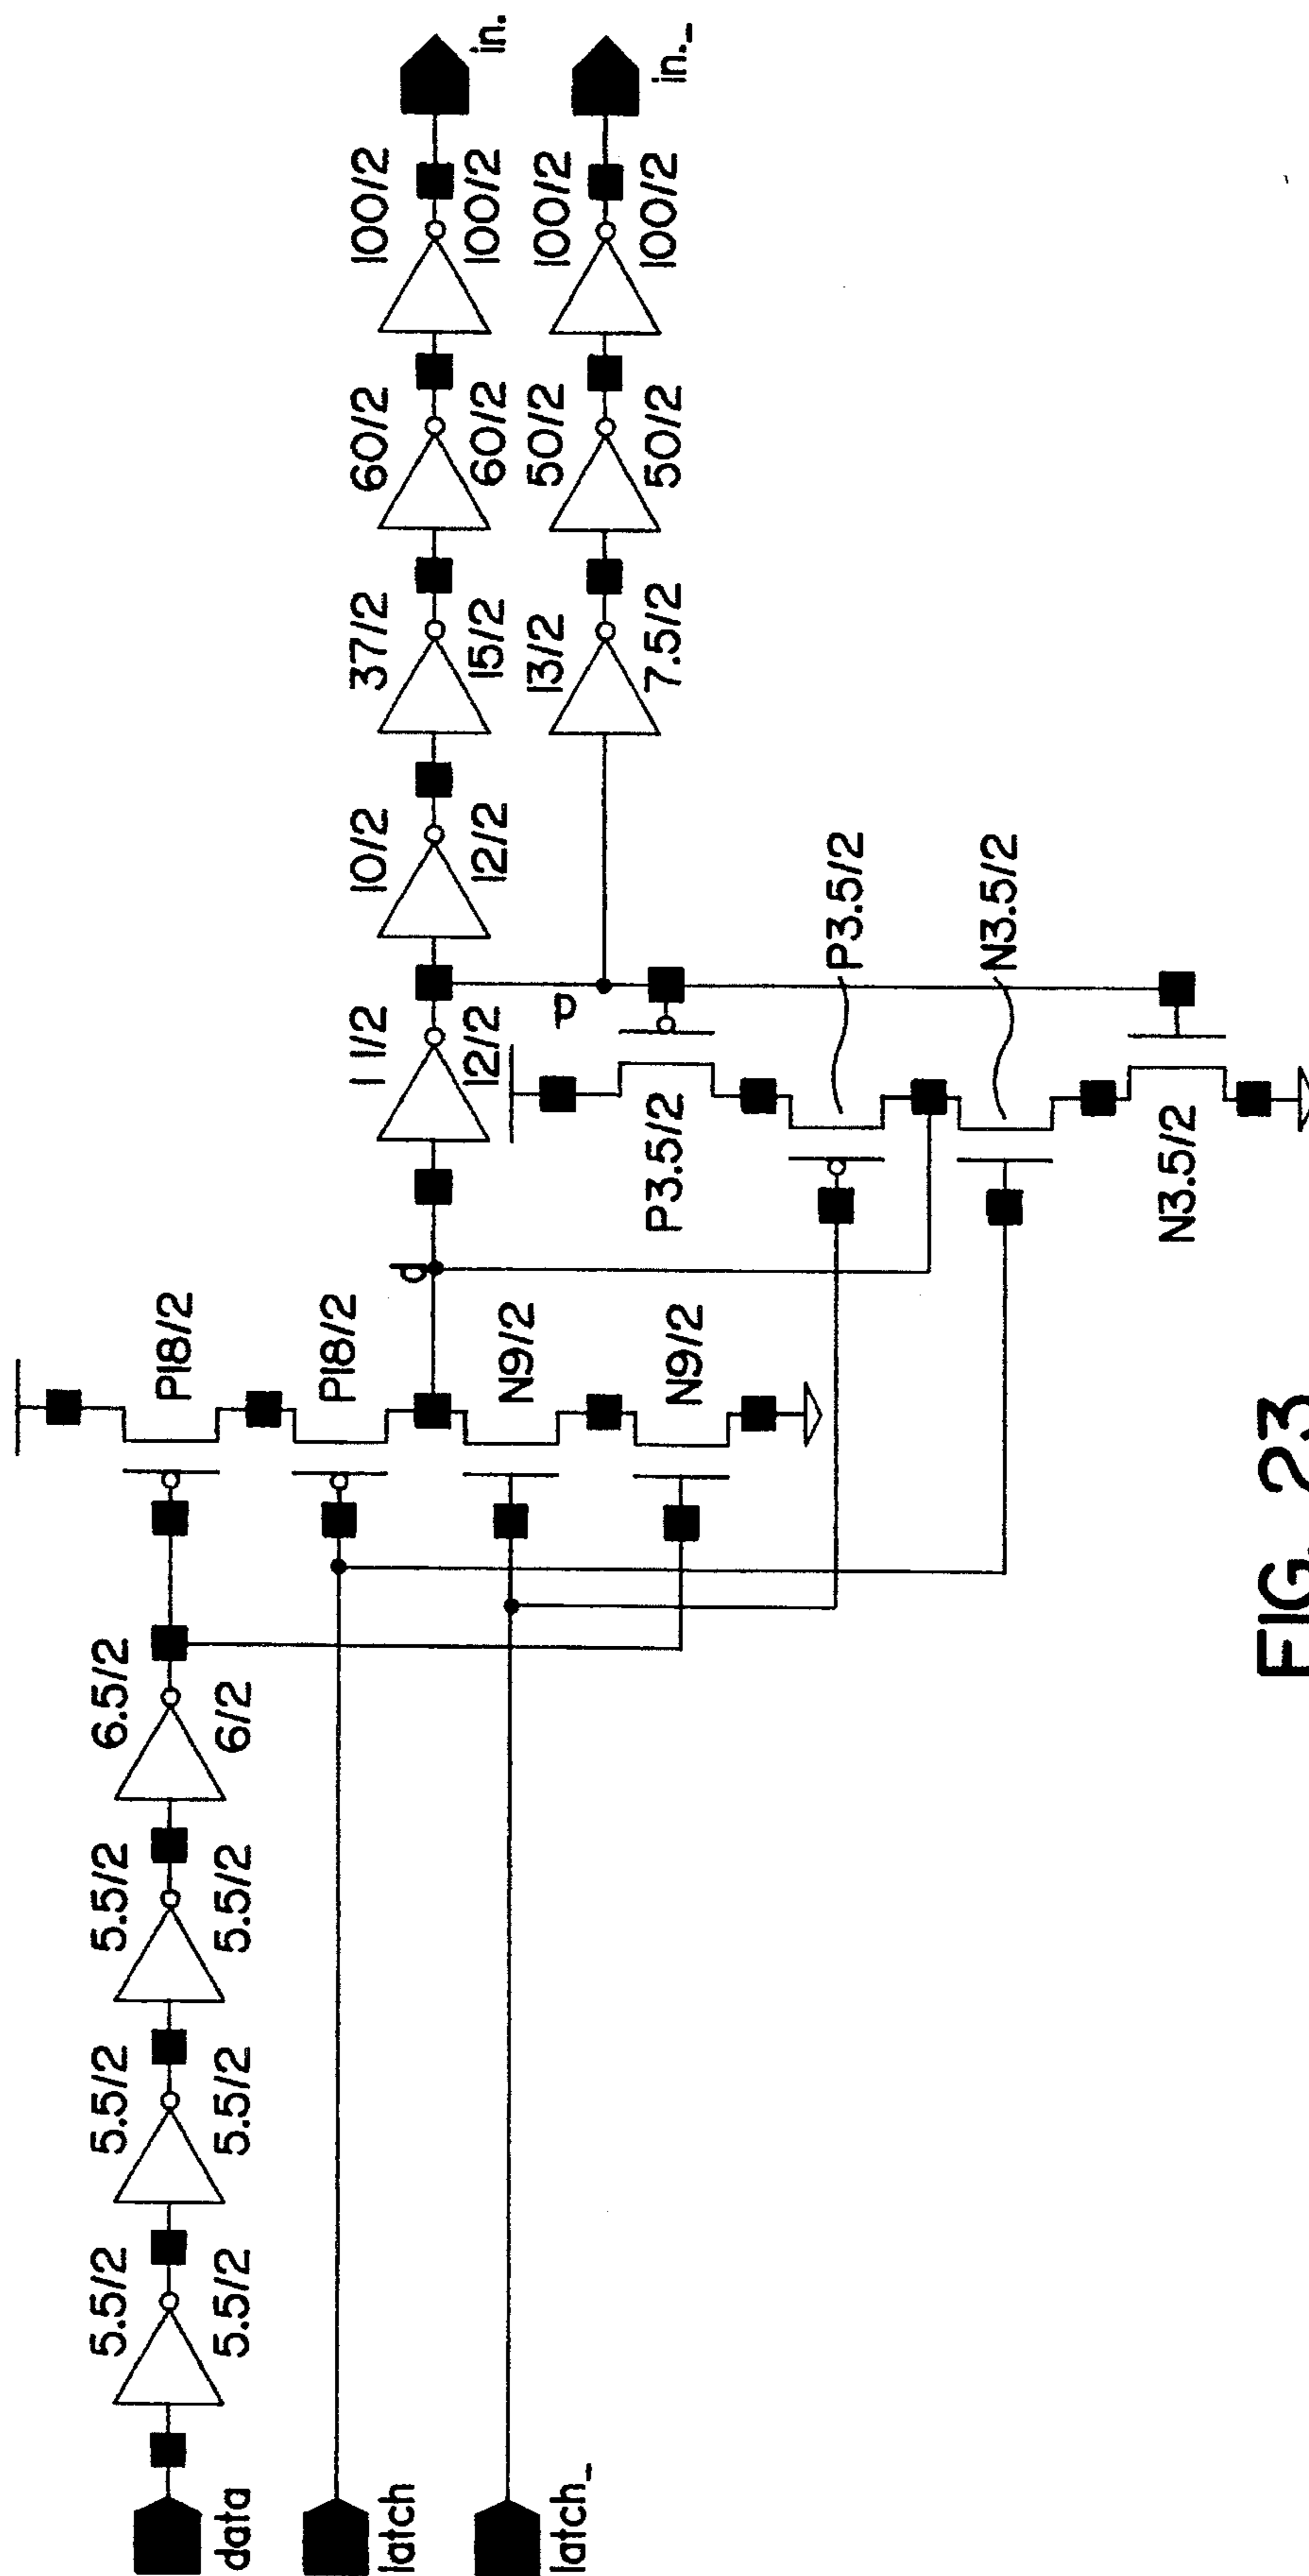 data
latch
latch_
5.5/2
5.5/2
5.5/2
5.5/2
5.5/2
5.5/2
6.5/2
6/2
P18/2
P18/2
N9/2
N9/2
d
11/2
12/2
10/2
12/2
37/2
15/2
60/2
60/2
100/2
100/2
in.
13/2
7.5/2
50/2
50/2
100/2
100/2
in._
P3.5/2
P3.5/2
N3.5/2
N3.5/2
FIG. 23